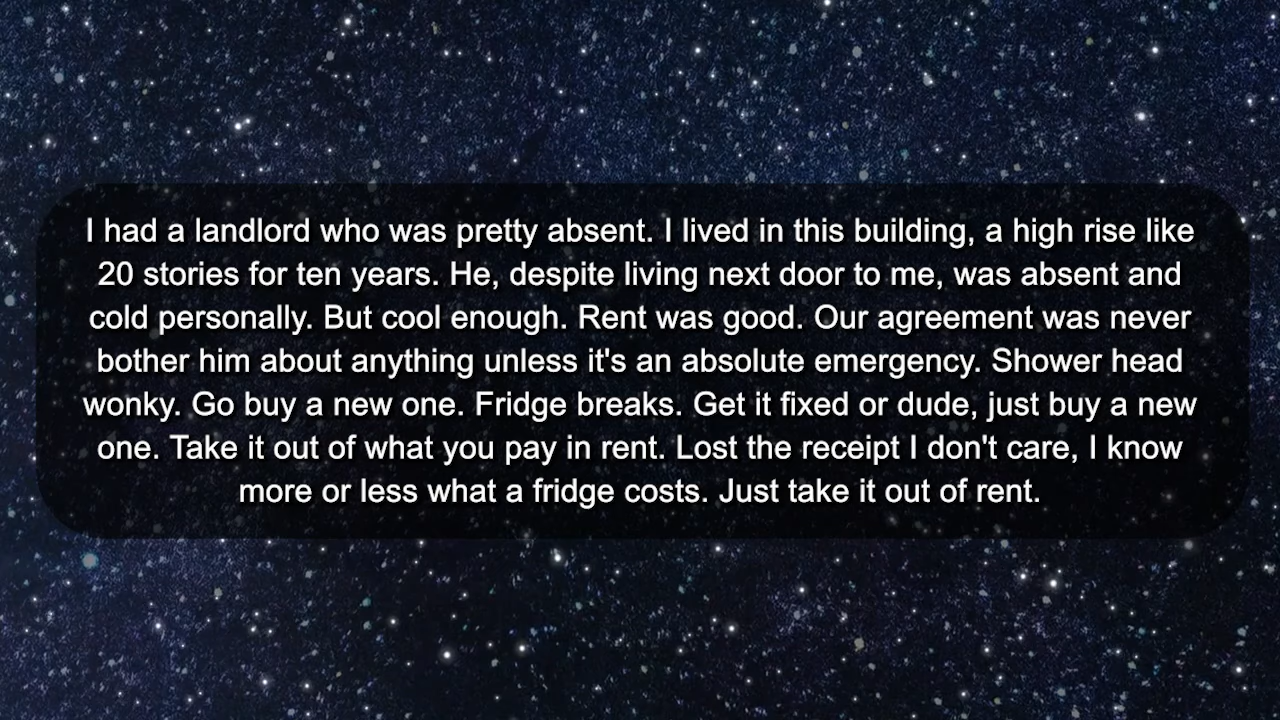 I had a landlord who was pretty absent. I lived in this building, a high rise like
20 stories for ten years. He, despite living next door to me, was absent and
cold personally. But cool enough. Rent was good. Our agreement was never
bother him about anything unless it's an absolute emergency. Shower head
wonky. Go buy a new one. Fridge breaks. Get it fixed or dude, just buy a new
one. Take it out of what you pay in rent. Lost the receipt I don't care, I know
more or less what a fridge costs. Just take it out of rent.